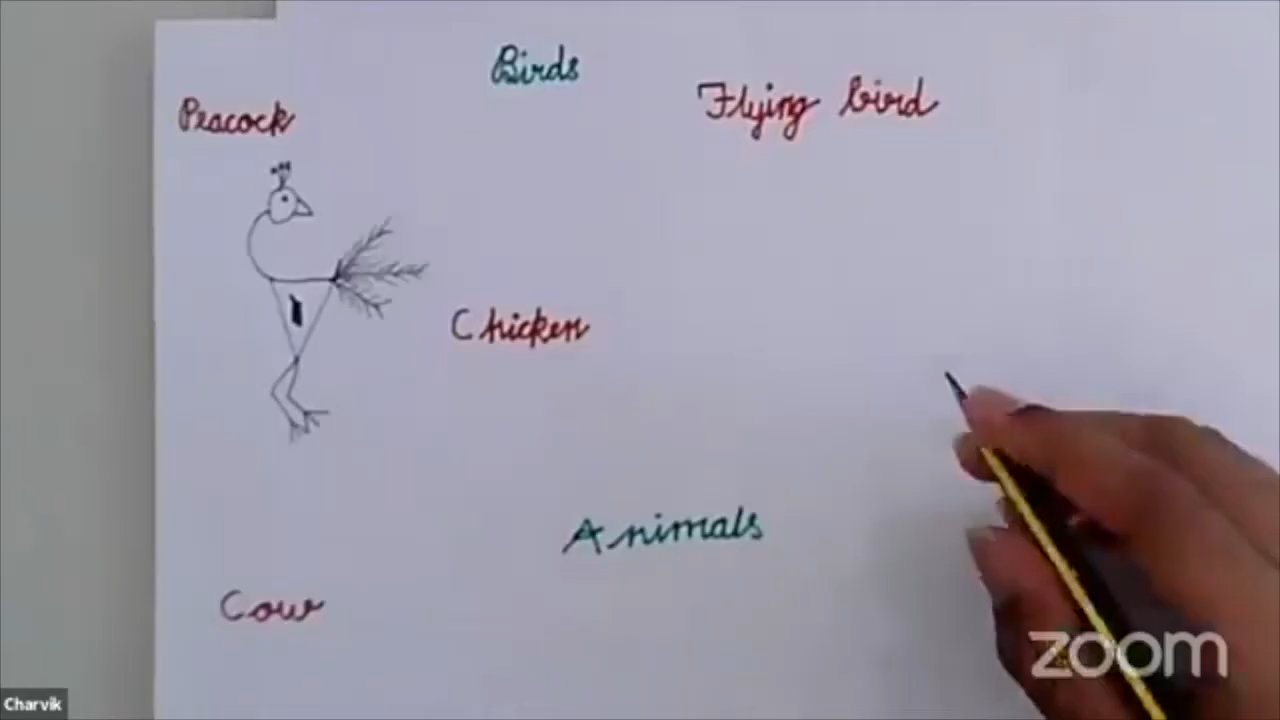 Birds
Peacock
Flying bird
Chicken
Animals
Cow
zoom
Charvik